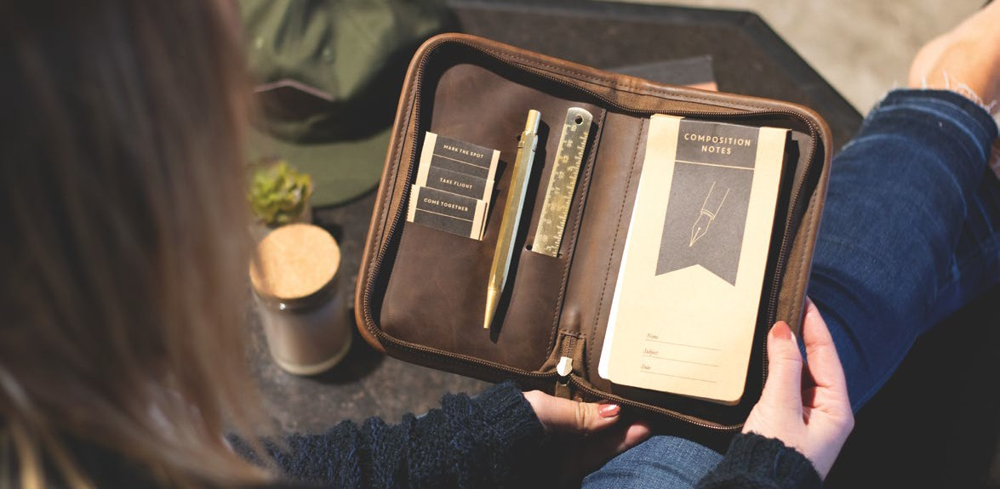 MARK THE SPOT
TAKE FLIGHT
COME TOGETHER
COMPOSITION
NOTES
Name
Subject
Date